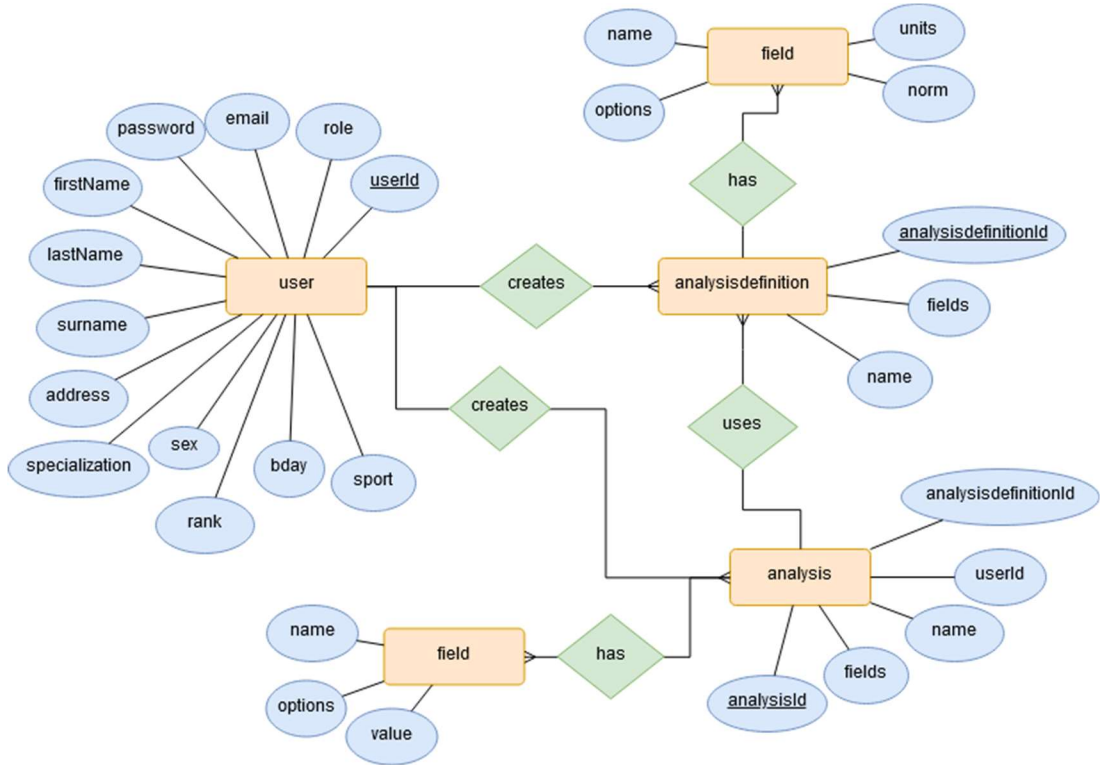 name
units
field
options
norm
password
email
role
firstName
userId
has
lastName
analysisdefinitionId
user
creates
analysisdefinition
fields
surname
address
name
creates
uses
specialization
sex
bday
sport
rank
analysisdefinitionId
analysis
userId
name
name
field
has
fields
options
value
analysisId